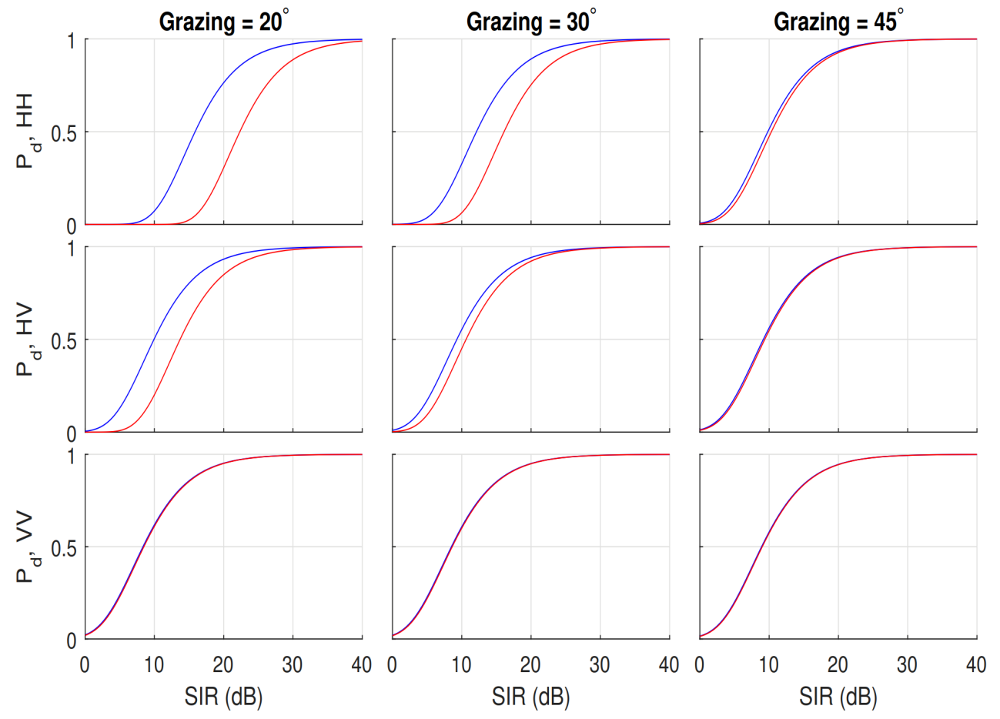 Grazing = 20° Grazing = 30° Grazing = 45°
1
P_d, HH
0.5
0
1
P_d, HV
0.5
0
1
P_d, VV
0.5
0
0 10 20 30 40 0 10 20 30 40 0 10 20 30 40
SIR (dB) SIR (dB) SIR (dB)